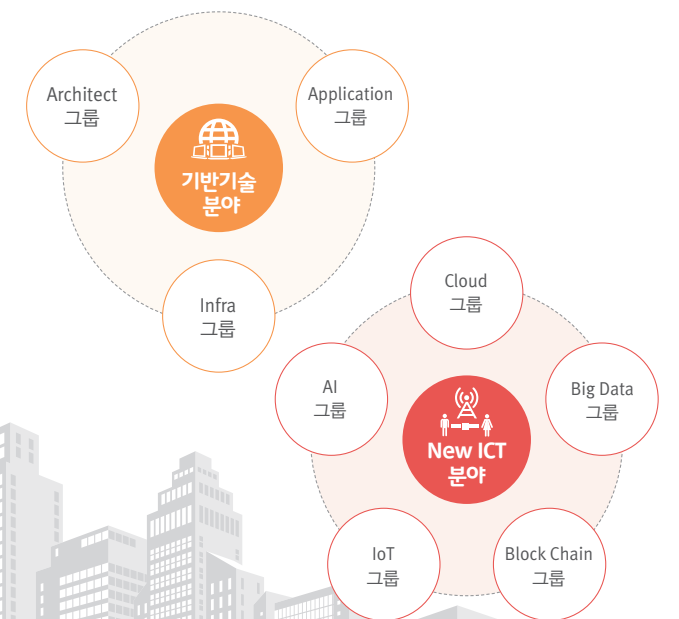 Architect
그룹
Application
그룹
기반기술
분야
Infra
그룹
Cloud
그룹
AI
그룹
Big Data
그룹
New ICT
분야
IoT
그룹
Block Chain
그룹